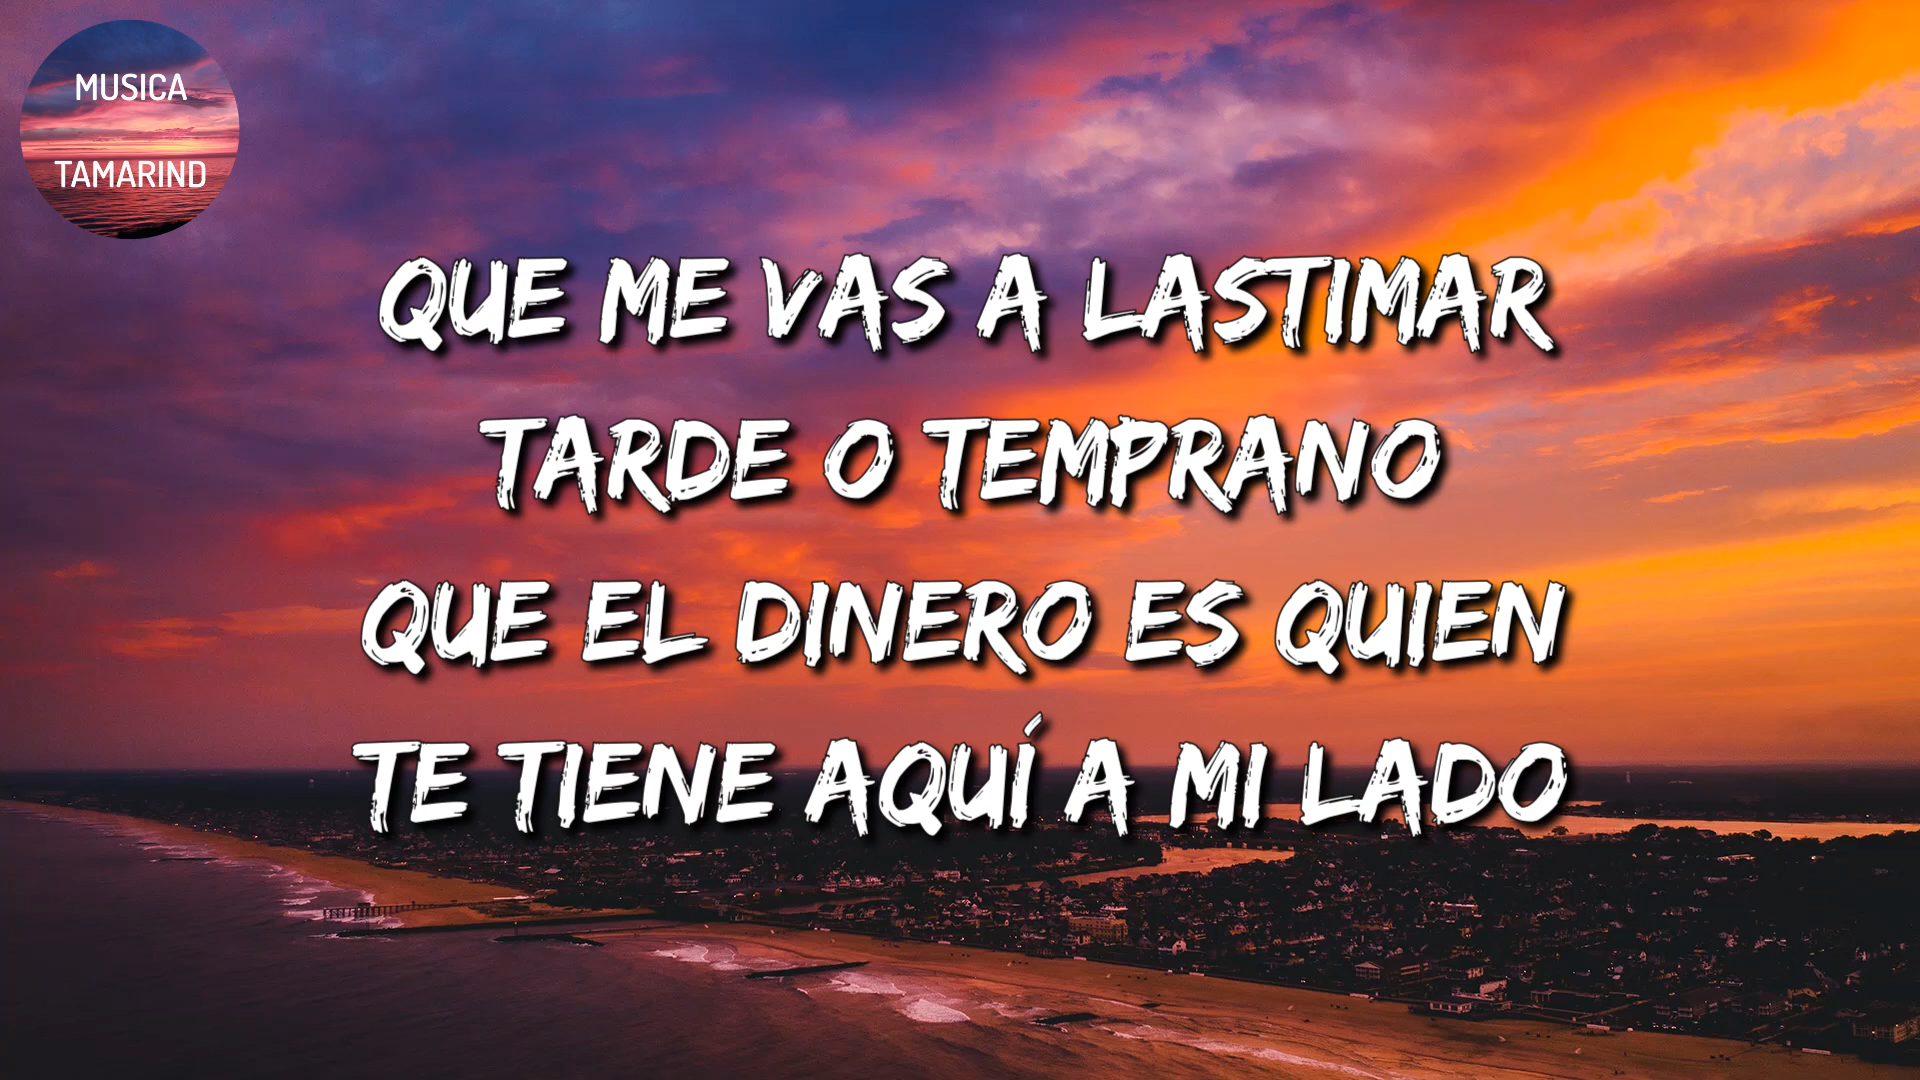 MUSICA
TAMARIND
QUE ME VAS A LASTIMAR
TARDE O TEMPRANO
QUE EL DINERO ES QUIEN
TE TIENE AQUÍ A MI LADO